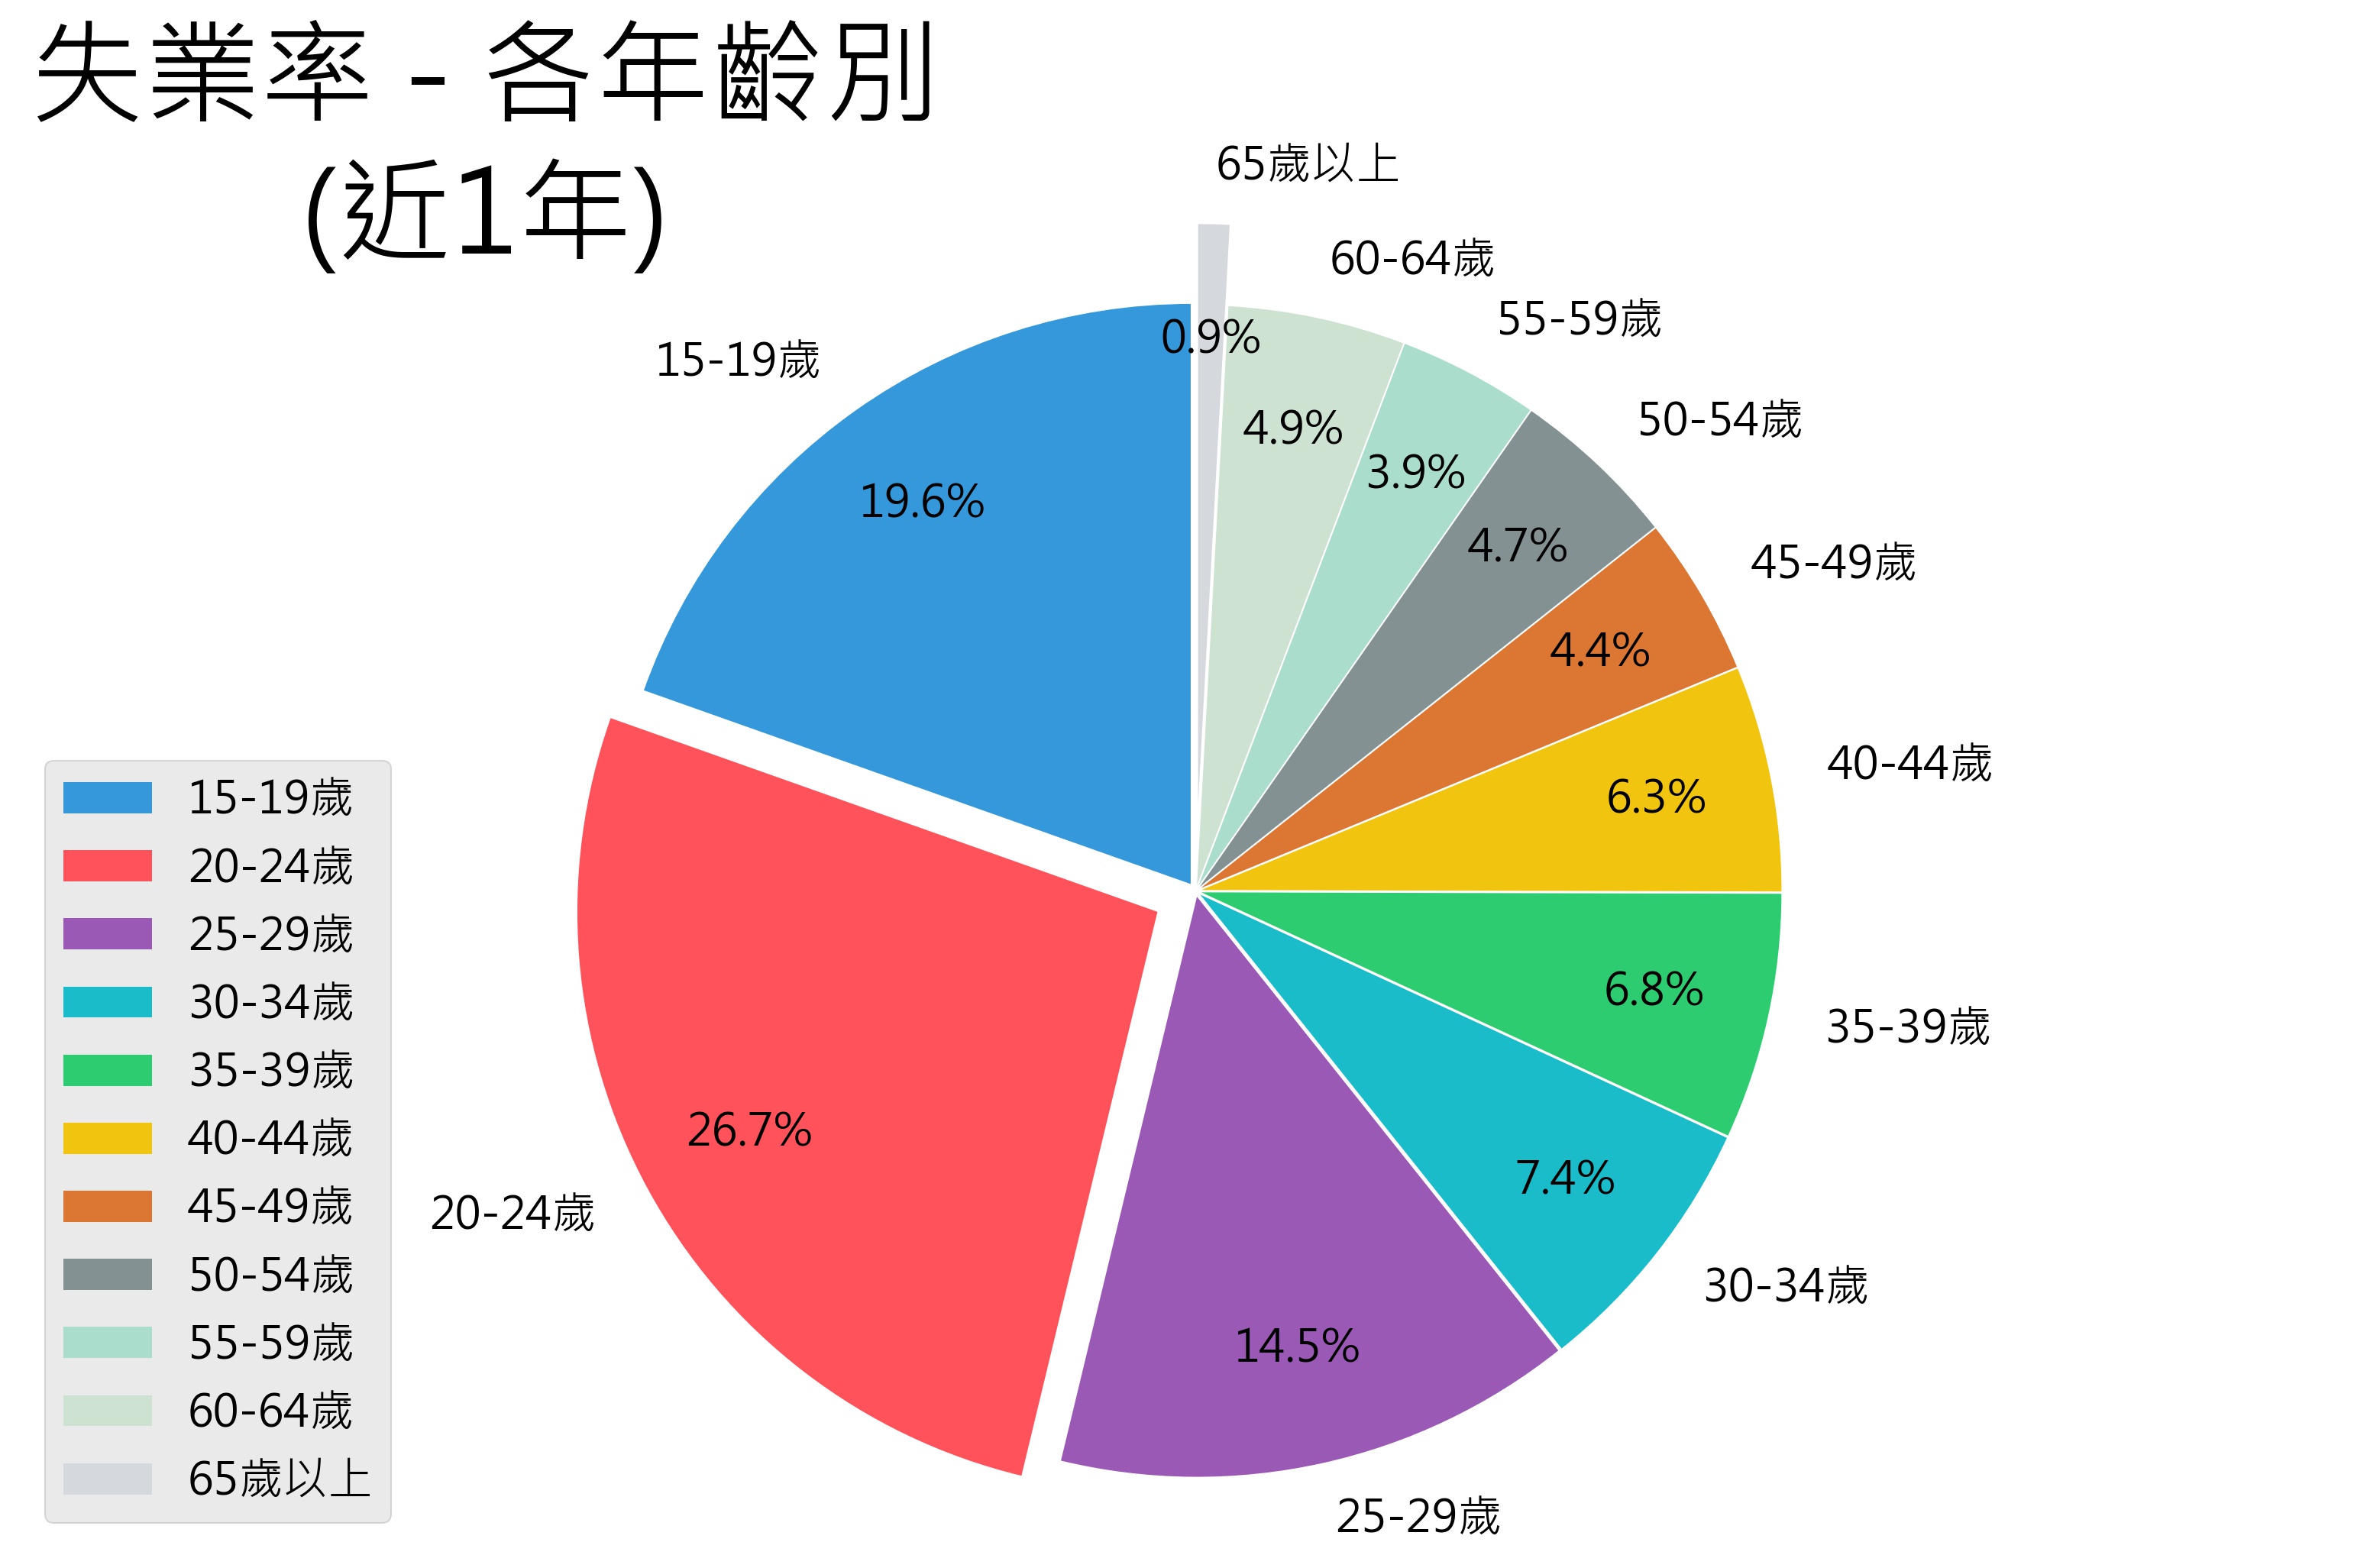 失業率 - 各年齡別
(近1年)
65歲以上
60-64歲
55-59歲
50-54歲
45-49歲
40-44歲
35-39歲
30-34歲
25-29歲
20-24歲
15-19歲
0.9%
4.9%
3.9%
4.7%
4.4%
6.3%
6.8%
7.4%
14.5%
26.7%
19.6%
15-19歲
20-24歲
25-29歲
30-34歲
35-39歲
40-44歲
45-49歲
50-54歲
55-59歲
60-64歲
65歲以上